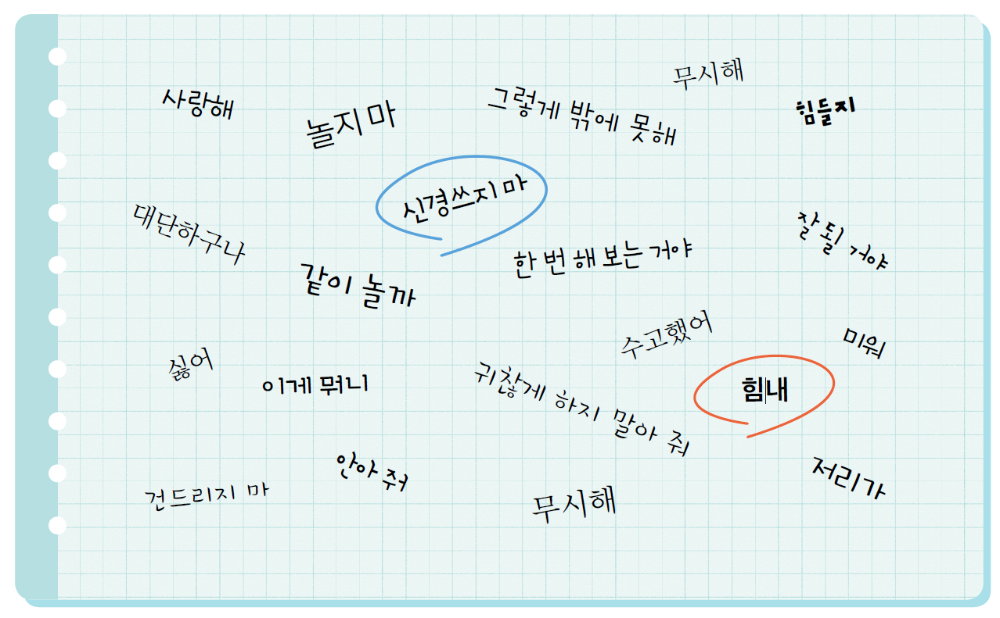 무시해
사랑해
놀지 마
그렇게 밖에 못해
힘들지
신경쓰지 마
대단하구나
잘 될 거야
한 번 해 보는 거야
같이 놀까
수고했어
미워
싫어
이게 뭐니
귀찮게 하지 말아 줘
힘내
안아 줘
저리가
건드리지 마
무시해